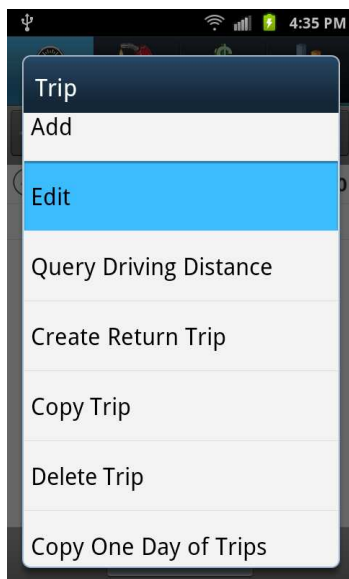 4:35 PM
Trip
Add
Edit
Query Driving Distance
Create Return Trip
Copy Trip
Delete Trip
Copy One Day of Trips